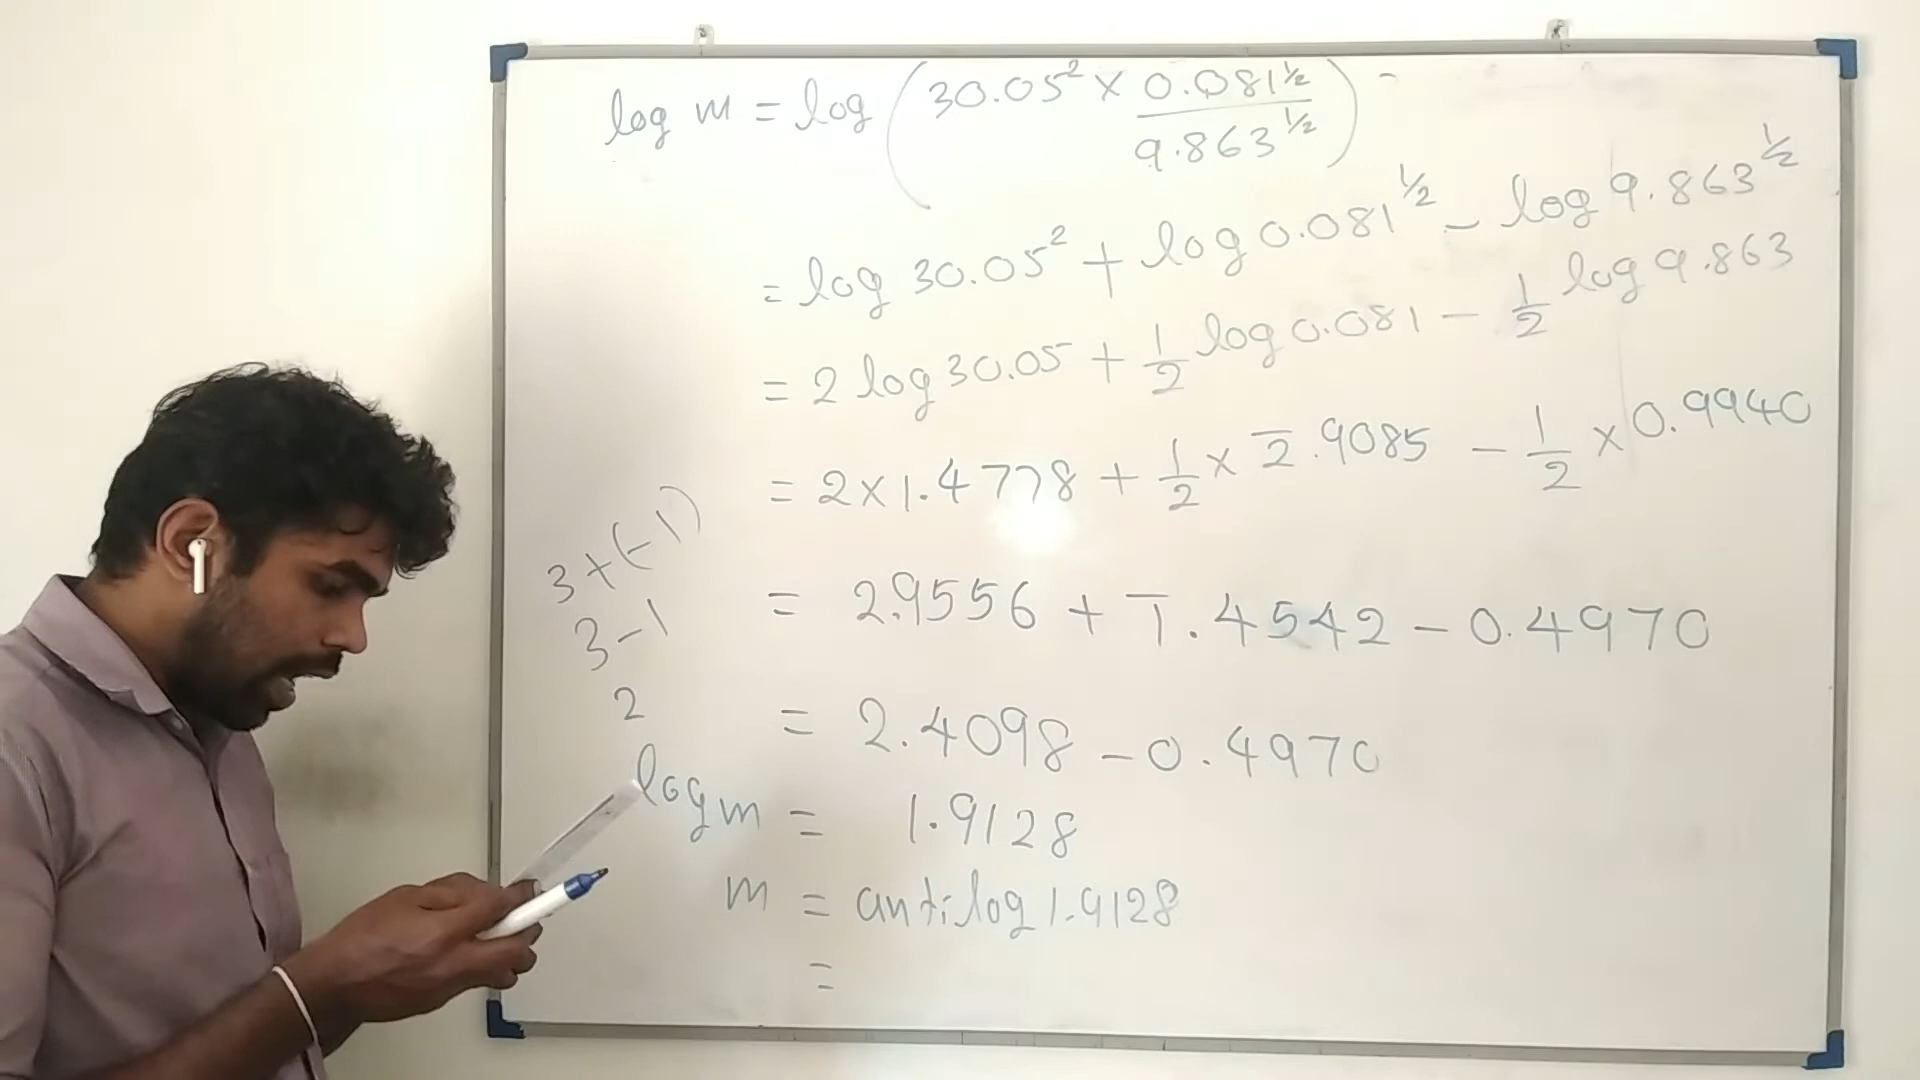 log m = log (30.05² × 0.081^½ / 9.863^½) -
= log 30.05² + log 0.081^½ - log 9.863^½
= 2 log 30.05 + 1/2 log 0.081 - 1/2 log 9.863
= 2 × 1.4778 + 1/2 × 2̅.9085 - 1/2 × 0.9940
3 + (-1)
3 - 1
2
= 2.9556 + 1̅.4542 - 0.4970
= 2.4098 - 0.4970
log m = 1.9128
m = antilog 1.9128
=